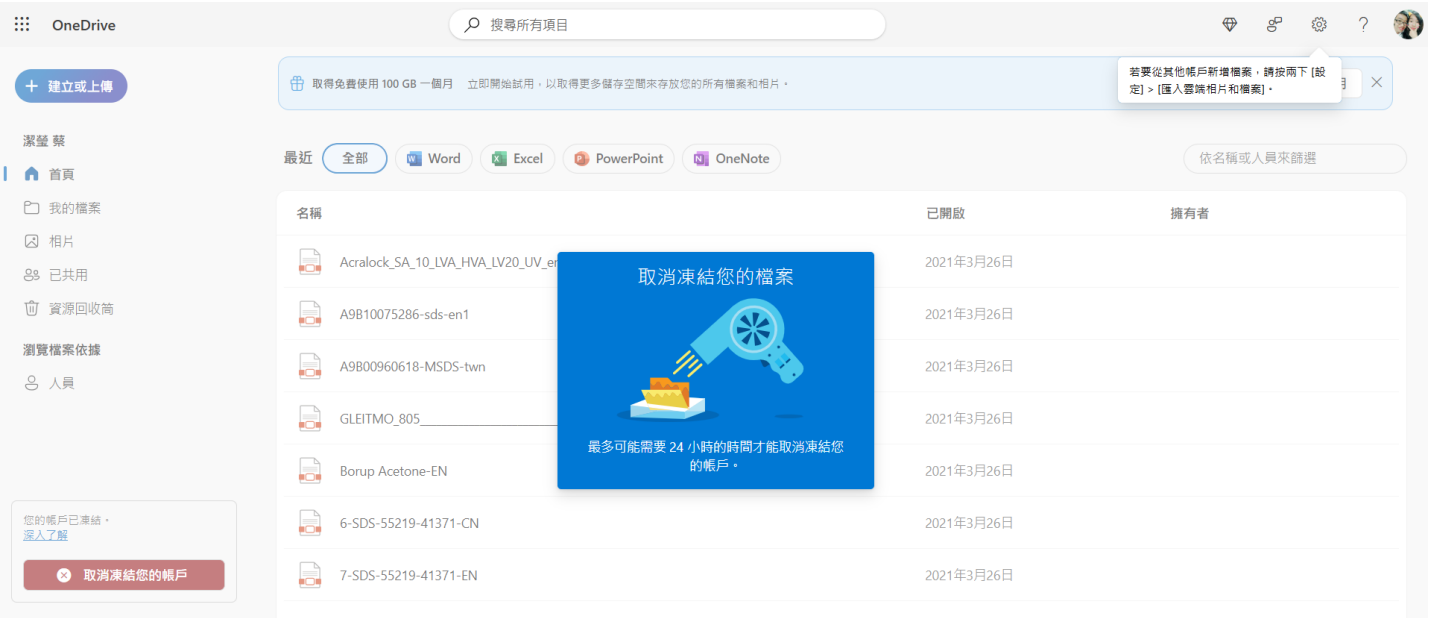 OneDrive
搜尋所有項目
?
+ 建立或上傳
取得免費使用 100 GB 一個月 立即開始試用，以取得更多儲存空間來存放您的所有檔案和相片。
若要從其他帳戶新增檔案，請按兩下 [設
定] > [匯入雲端相片和檔案]。
潔瑩 蔡
首頁
我的檔案
相片
已共用
資源回收筒
瀏覽檔案依據
人員
您的帳戶已凍結。
深入了解
取消凍結您的帳戶
最近 全部 Word Excel PowerPoint OneNote
依名稱或人員來篩選
名稱 已開啟 擁有者
Acralock_SA_10_LVA_HVA_LV20_UV_er 2021年3月26日
A9B10075286-sds-en1 2021年3月26日
A9B00960618-MSDS-twn 2021年3月26日
GLEITMO_805____________________ 2021年3月26日
Borup Acetone-EN 2021年3月26日
6-SDS-55219-41371-CN 2021年3月26日
7-SDS-55219-41371-EN 2021年3月26日
取消凍結您的檔案
最多可能需要 24 小時的時間才能取消凍結您
的帳戶。